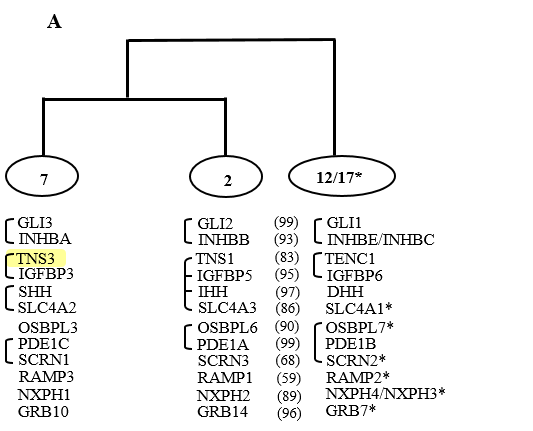 A
7 2 12/17*
GLI3 GLI2 (99) GLI1
INHBA INHBB (93) INHBE/INHBC
TNS3 TNS1 (83) TENC1
IGFBP3 IGFBP5 (95) IGFBP6
SHH IHH (97) DHH
SLC4A2 SLC4A3 (86) SLC4A1*
OSBPL3 OSBPL6 (90) OSBPL7*
PDE1C PDE1A (99) PDE1B
SCRN1 SCRN3 (68) SCRN2*
RAMP3 RAMP1 (59) RAMP2*
NXPH1 NXPH2 (89) NXPH4/NXPH3*
GRB10 GRB14 (96) GRB7*